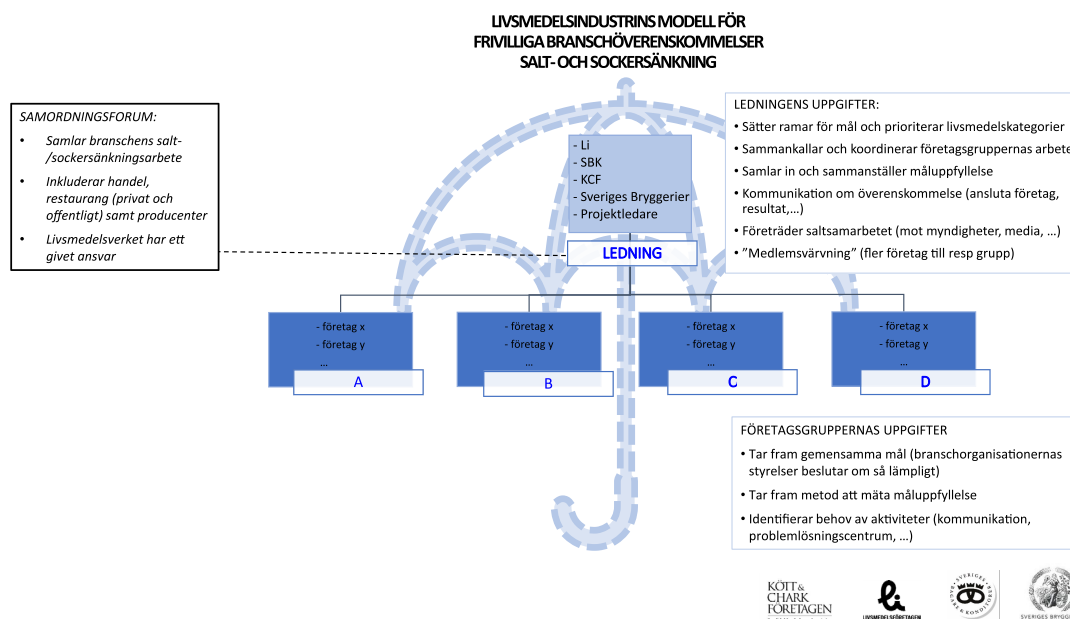 LIVSMEDELSINDUSTRINS MODELL FÖR
FRIVILLIGA BRANSCHÖVERENSKOMMELSER
SALT- OCH SOCKERSÄNKNING
SAMORDNINGSFORUM:
• Samlar branschens salt-
/sockersänkningsarbete
• Inkluderar handel,
restaurang (privat och
offentligt) samt producenter
• Livsmedelsverket har ett
givet ansvar
- Li
- SBK
- KCF
- Sveriges Bryggerier
- Projektledare
LEDNING
LEDNINGENS UPPGIFTER:
• Sätter ramar för mål och prioriterar livsmedelskategorier
• Sammankallar och koordinerar företagsgruppernas arbete
• Samlar in och sammanställer måluppfyllelse
• Kommunikation om överenskommelse (ansluta företag,
resultat,...)
• Företräder saltsamarbetet (mot myndigheter, media, ...)
• ”Medlemsvärvning” (fler företag till resp grupp)
- företag x
- företag y
...
A
- företag x
- företag y
...
B
- företag x
- företag y
...
C
- företag x
- företag y
...
D
FÖRETAGSGRUPPERNAS UPPGIFTER
• Tar fram gemensamma mål (branschorganisationernas
styrelser beslutar om så lämpligt)
• Tar fram metod att mäta måluppfyllelse
• Identifierar behov av aktiviteter (kommunikation,
problemlösningscentrum, ...)
KÖTT &
CHARK
FÖRETAGEN
li
LIVSMEDELSFÖRETAGEN
SVERIGES
BAGARE & KONDITORER
SVERIGES BRYGG